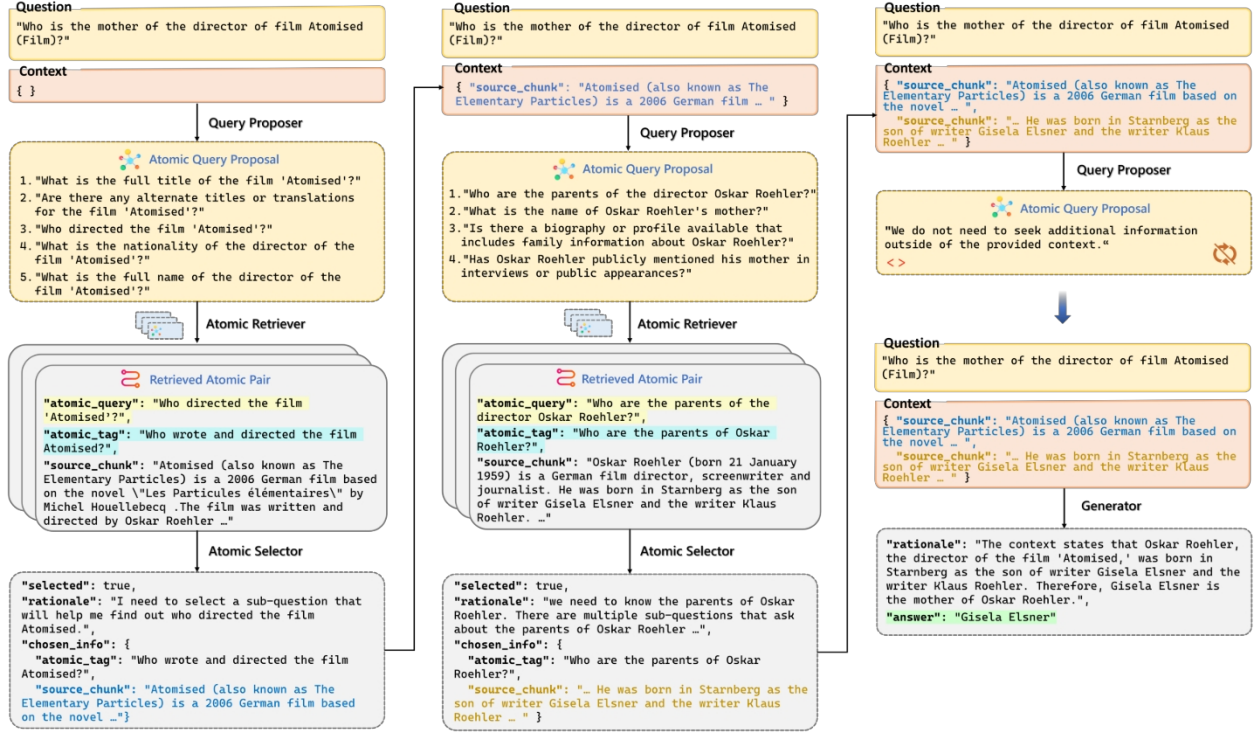 Question
"Who is the mother of the director of film Atomised
(Film)?"
Context
{ }
Query Proposer
Atomic Query Proposal
1. "What is the full title of the film 'Atomised'?"
2. "Are there any alternate titles or translations
for the film 'Atomised'?"
3. "Who directed the film 'Atomised'?"
4. "What is the nationality of the director of the
film 'Atomised'?"
5. "What is the full name of the director of the
film 'Atomised'?"
Atomic Retriever
Retrieved Atomic Pair
"atomic_query": "Who directed the film
'Atomised'?",
"atomic_tag": "Who wrote and directed the film
Atomised?",
"source_chunk": "Atomised (also known as The
Elementary Particles) is a 2006 German film based
on the novel \"Les Particules élémentaires\" by
Michel Houellebecq .The film was written and
directed by Oskar Roehler …"
Atomic Selector
"selected": true,
"rationale": "I need to select a sub-question that
will help me find out who directed the film
Atomised.",
"chosen_info": {
"atomic_tag": "Who wrote and directed the film
Atomised?",
"source_chunk": "Atomised (also known as The
Elementary Particles) is a 2006 German film based
on the novel …"}
Question
"Who is the mother of the director of film Atomised
(Film)?"
Context
{ "source_chunk": "Atomised (also known as The
Elementary Particles) is a 2006 German film … " }
Query Proposer
Atomic Query Proposal
1. "Who are the parents of the director Oskar Roehler?"
2. "What is the name of Oskar Roehler's mother?"
3. "Is there a biography or profile available that
includes family information about Oskar Roehler?"
4. "Has Oskar Roehler publicly mentioned his mother in
interviews or public appearances?"
Atomic Retriever
Retrieved Atomic Pair
"atomic_query": "Who are the parents of the
director Oskar Roehler?",
"atomic_tag": "Who are the parents of Oskar
Roehler?",
"source_chunk": "Oskar Roehler (born 21 January
1959) is a German film director, screenwriter and
journalist. He was born in Starnberg as the son
of writer Gisela Elsner and the writer Klaus
Roehler. …"
Atomic Selector
"selected": true,
"rationale": "we need to know the parents of Oskar
Roehler. There are multiple sub-questions that ask
about the parents of Oskar Roehler …",
"chosen_info": {
"atomic_tag": "Who are the parents of Oskar
Roehler?",
"source_chunk": "… He was born in Starnberg as the
son of writer Gisela Elsner and the writer Klaus
Roehler … " }
Question
"Who is the mother of the director of film Atomised
(Film)?"
Context
{ "source_chunk": "Atomised (also known as The
Elementary Particles) is a 2006 German film based on
the novel … ",
"source_chunk": "… He was born in Starnberg as the
son of writer Gisela Elsner and the writer Klaus
Roehler … " }
Query Proposer
Atomic Query Proposal
"We do not need to seek additional information
outside of the provided context."
< >
Question
"Who is the mother of the director of film Atomised
(Film)?"
Context
{ "source_chunk": "Atomised (also known as The
Elementary Particles) is a 2006 German film based on
the novel … ",
"source_chunk": "… He was born in Starnberg as the
son of writer Gisela Elsner and the writer Klaus
Roehler … " }
Generator
"rationale": "The context states that Oskar Roehler,
the director of the film 'Atomised,' was born in
Starnberg as the son of writer Gisela Elsner and the
writer Klaus Roehler. Therefore, Gisela Elsner is
the mother of Oskar Roehler.",
"answer": "Gisela Elsner"